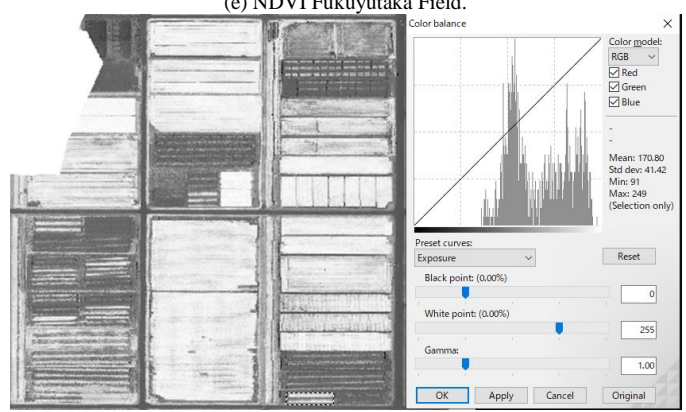 (e) NDVI Fukuyutaka Field.
Color balance
Color model:
RGB
Red
Green
Blue
-
-
Mean: 170.80
Std dev: 41.42
Min: 91
Max: 249
(Selection only)
Preset curves:
Exposure
Reset
Black point: (0.00%)
0
White point: (0.00%)
255
Gamma:
1.00
OK
Apply
Cancel
Original